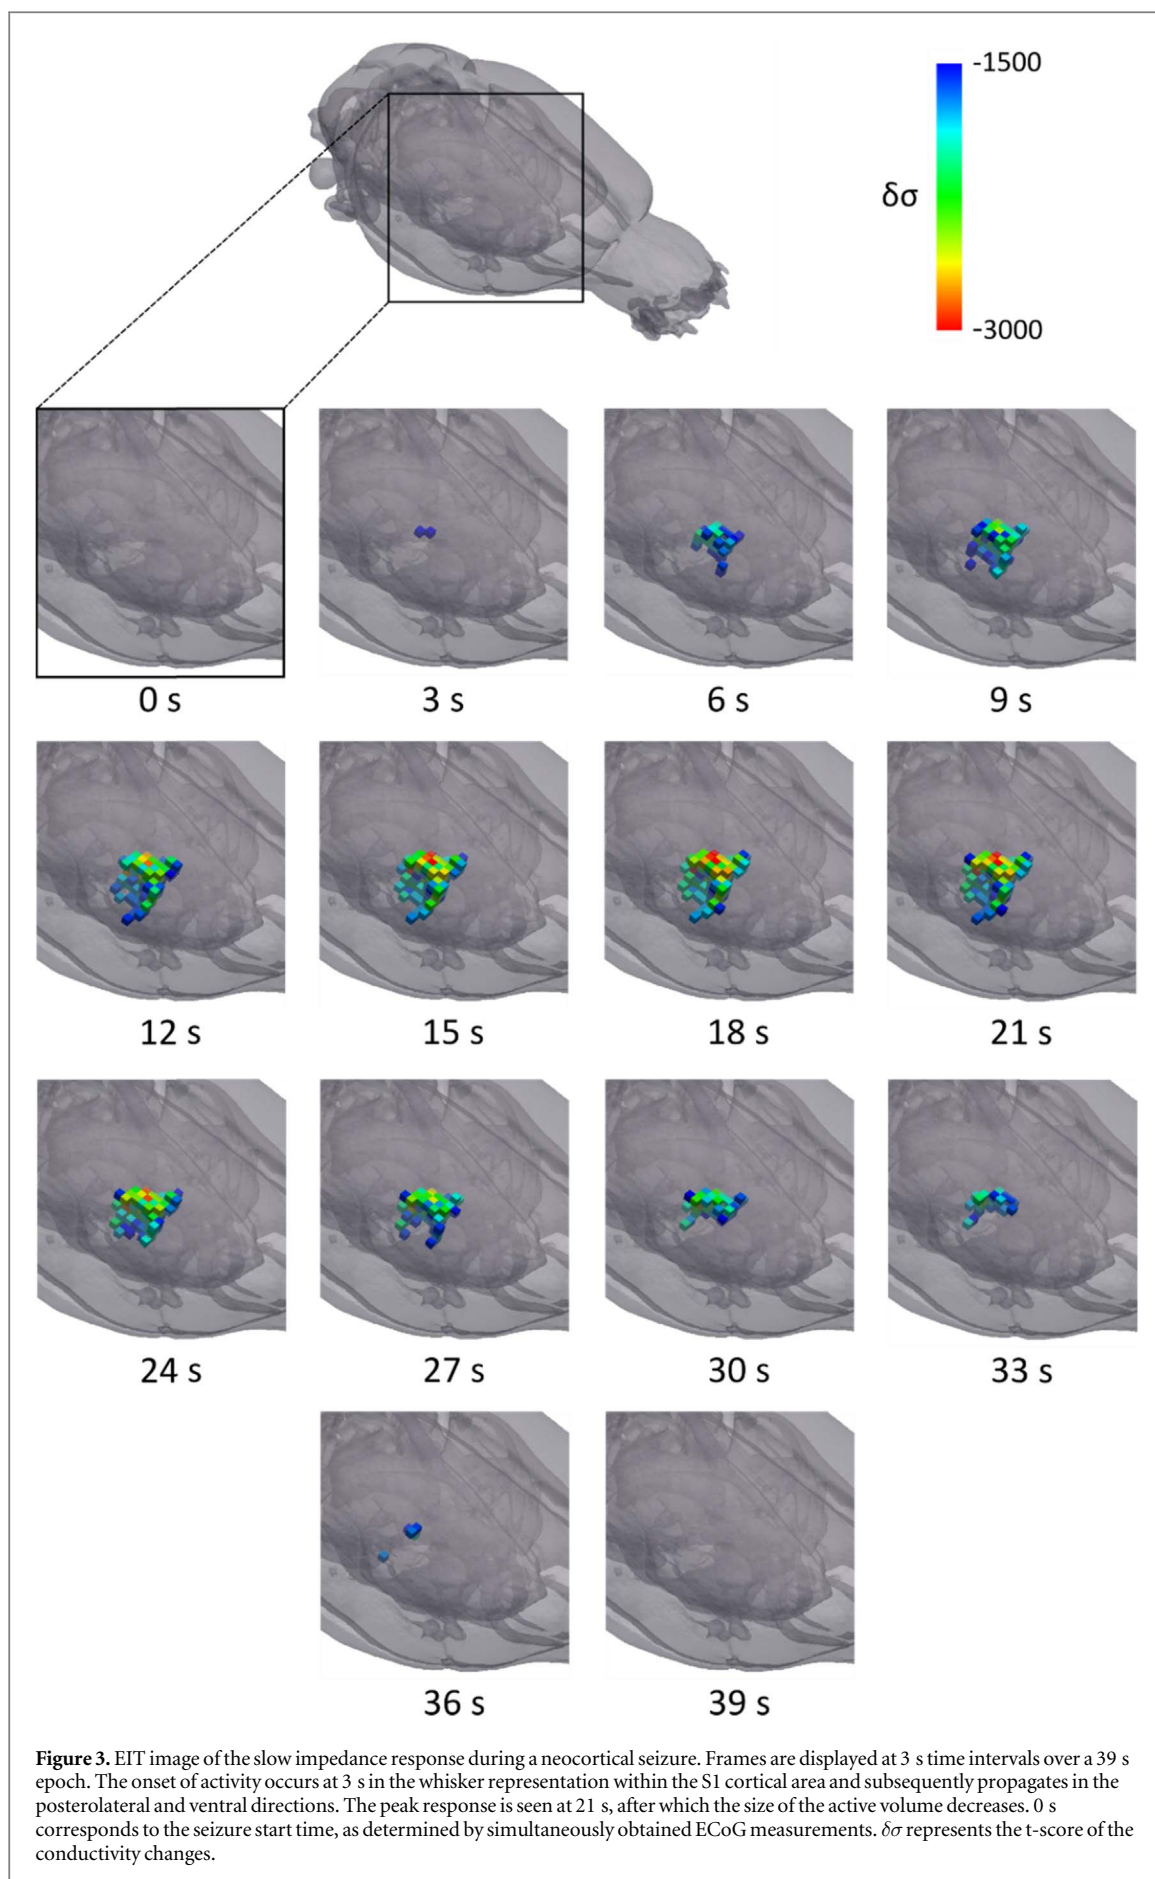 -1500
δσ
-3000
0 s
3 s
6 s
9 s
12 s
15 s
18 s
21 s
24 s
27 s
30 s
33 s
36 s
39 s
Figure 3. EIT image of the slow impedance response during a neocortical seizure. Frames are displayed at 3 s time intervals over a 39 s
epoch. The onset of activity occurs at 3 s in the whisker representation within the S1 cortical area and subsequently propagates in the
posterolateral and ventral directions. The peak response is seen at 21 s, after which the size of the active volume decreases. 0 s
corresponds to the seizure start time, as determined by simultaneously obtained ECoG measurements. δσ represents the t-score of the
conductivity changes.